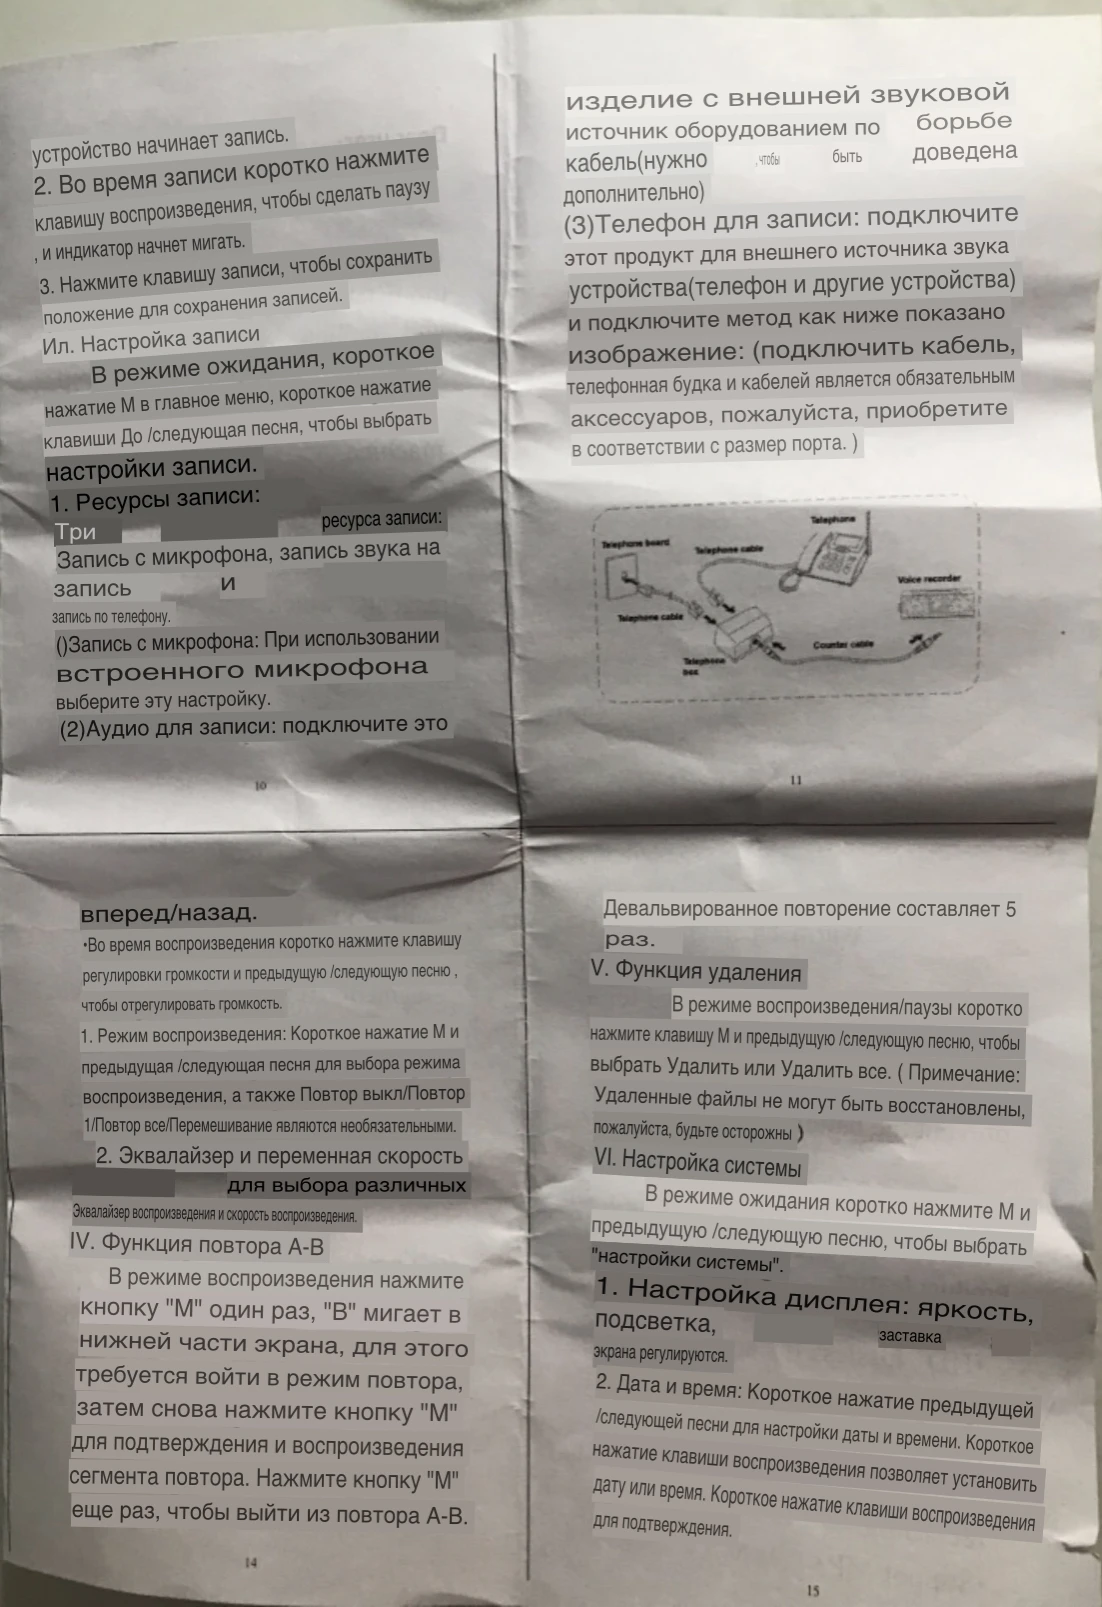 устройство начинает запись.
2. Во время записи коротко нажмите
клавишу воспроизведения, чтобы сделать паузу
, и индикатор начнет мигать.
3. Нажмите клавишу записи, чтобы сохранить
положение для сохранения записей.
Ил. Настройка записи
В режиме ожидания, короткое
нажатие М в главное меню, короткое нажатие
клавиши До /следующая песня, чтобы выбрать
настройки записи.
1. Ресурсы записи:
Три ресурса записи:
Запись с микрофона, запись звука на
запись и
запись по телефону.
()Запись с микрофона: При использовании
встроенного микрофона
выберите эту настройку.
(2)Аудио для записи: подключите это
10
изделие с внешней звуковой
источник оборудованием по борьбе
кабель(нужно , чтобы быть доведена
дополнительно)
(3)Телефон для записи: подключите
этот продукт для внешнего источника звука
устройства(телефон и другие устройства)
и подключите метод как ниже показано
изображение: (подключить кабель,
телефонная будка и кабелей является обязательным
аксессуаров, пожалуйста, приобретите
в соответствии с размер порта. )
Telephone
Telephone board
Telephone cable
Voice recorder
Telephone cable
Counter cable
Telephone
box
11
вперед/назад.
•Во время воспроизведения коротко нажмите клавишу
регулировки громкости и предыдущую /следующую песню ,
чтобы отрегулировать громкость.
1. Режим воспроизведения: Короткое нажатие М и
предыдущая /следующая песня для выбора режима
воспроизведения, а также Повтор выкл/Повтор
1/Повтор все/Перемешивание являются необязательными.
2. Эквалайзер и переменная скорость
для выбора различных
Эквалайзер воспроизведения и скорость воспроизведения.
IV. Функция повтора A-B
В режиме воспроизведения нажмите
кнопку "М" один раз, "В" мигает в
нижней части экрана, для этого
требуется войти в режим повтора,
затем снова нажмите кнопку "М"
для подтверждения и воспроизведения
сегмента повтора. Нажмите кнопку "М"
еще раз, чтобы выйти из повтора А-В.
14
Девальвированное повторение составляет 5
раз.
V. Функция удаления
В режиме воспроизведения/паузы коротко
нажмите клавишу М и предыдущую /следующую песню, чтобы
выбрать Удалить или Удалить все. ( Примечание:
Удаленные файлы не могут быть восстановлены,
пожалуйста, будьте осторожны )
VI. Настройка системы
В режиме ожидания коротко нажмите М и
предыдущую /следующую песню, чтобы выбрать
"настройки системы".
1. Настройка дисплея: яркость,
подсветка, заставка
экрана регулируются.
2. Дата и время: Короткое нажатие предыдущей
/следующей песни для настройки даты и времени. Короткое
нажатие клавиши воспроизведения позволяет установить
дату или время. Короткое нажатие клавиши воспроизведения
для подтверждения.
15